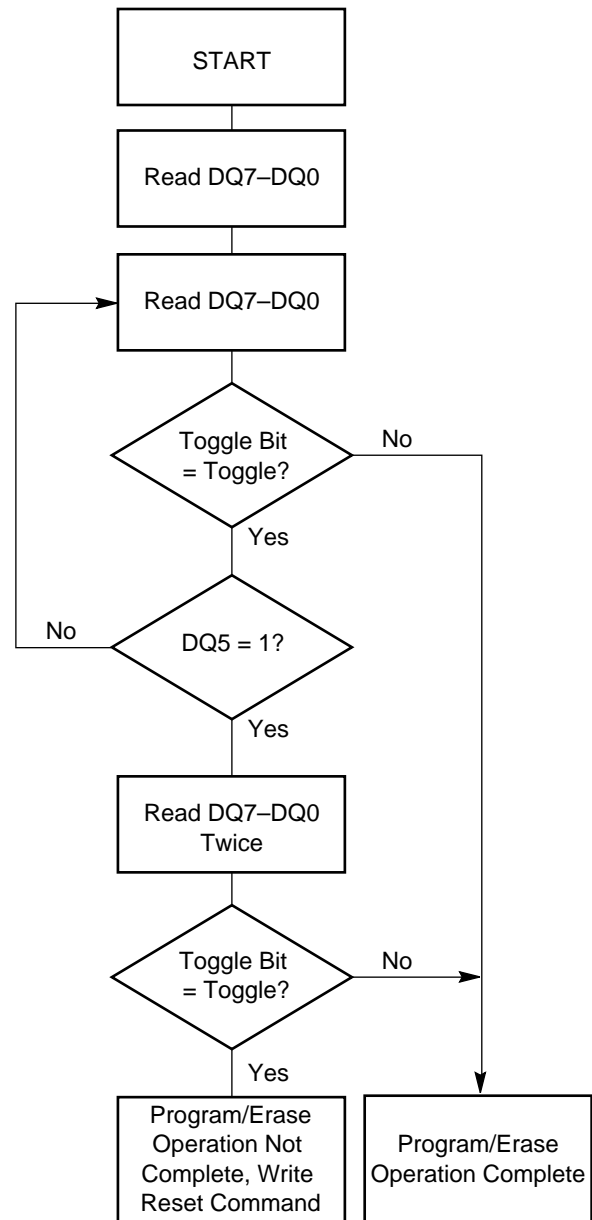 START
Read DQ7–DQ0
Read DQ7–DQ0
Toggle Bit
= Toggle?
No
Yes
No
DQ5 = 1?
Yes
Read DQ7–DQ0
Twice
Toggle Bit
= Toggle?
No
Yes
Program/Erase
Operation Not
Complete, Write
Reset Command
Program/Erase
Operation Complete